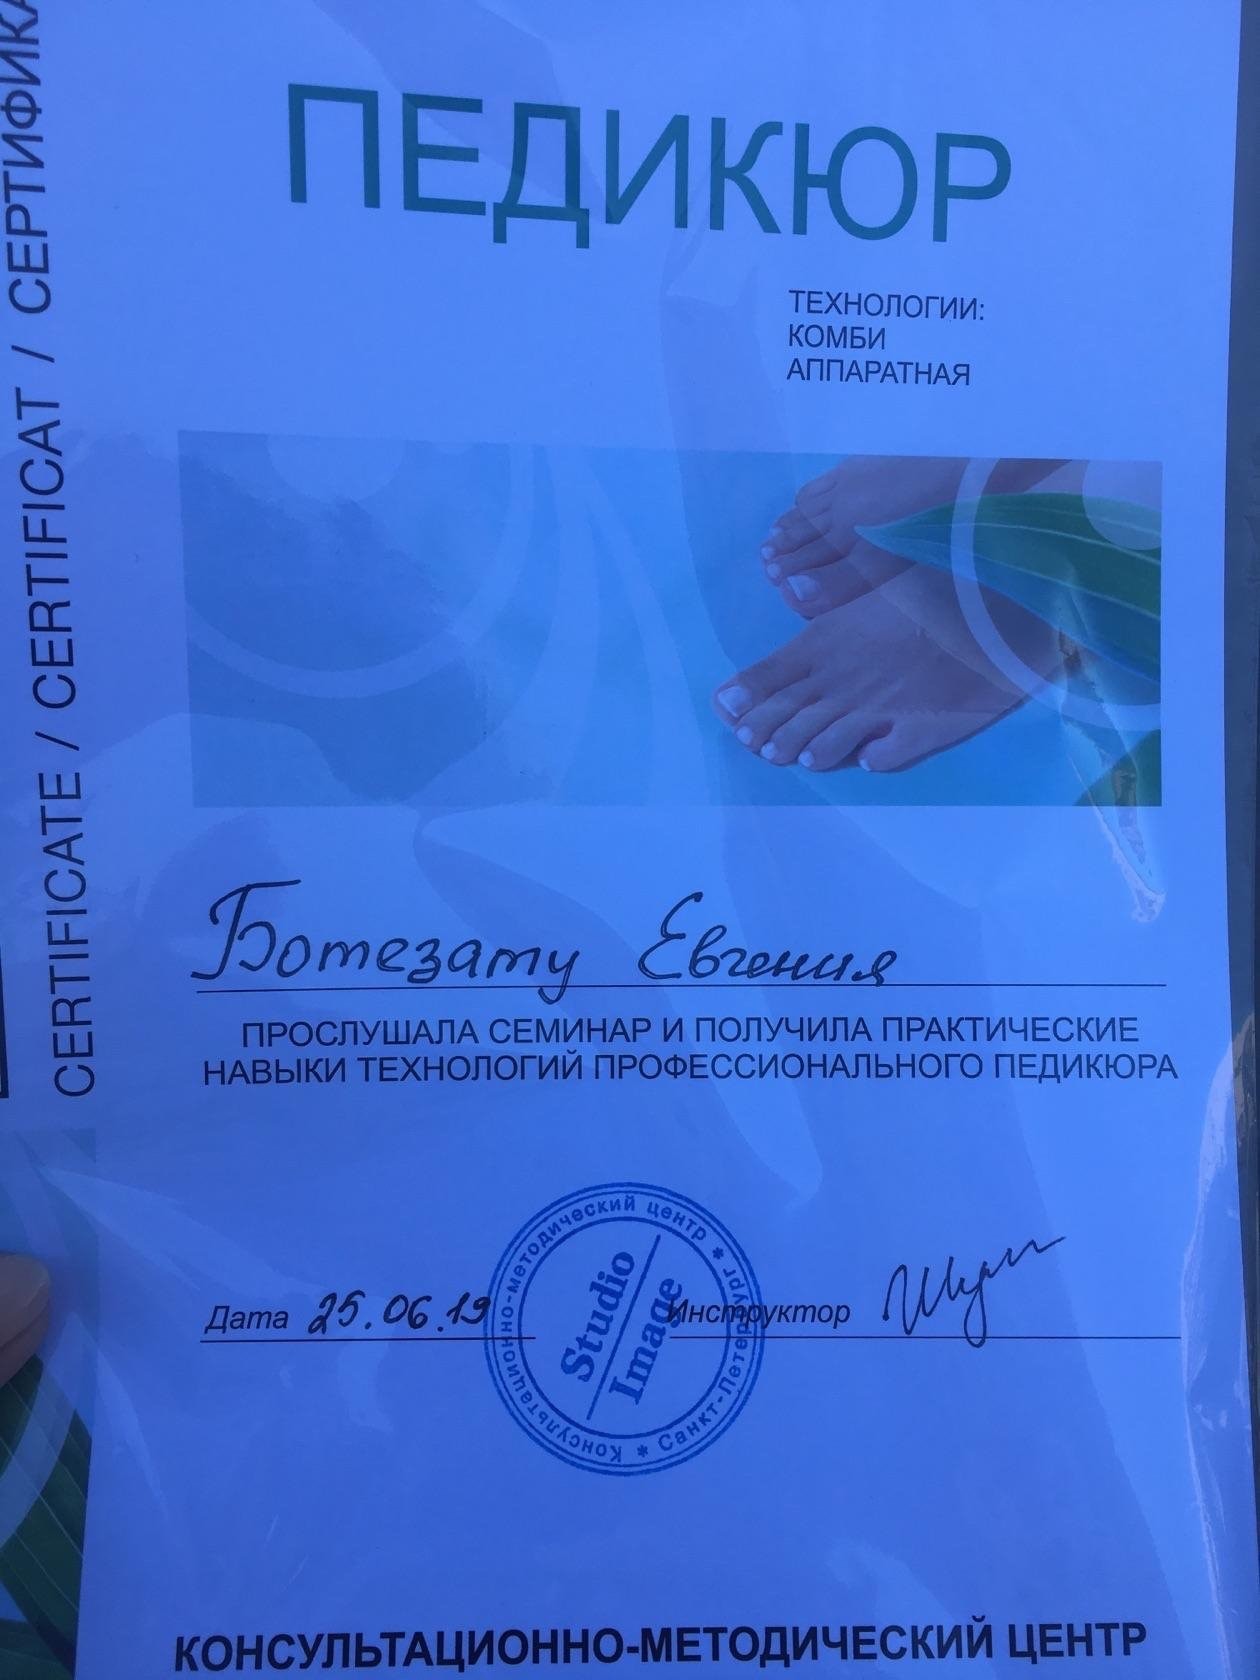 CERTIFICATE / CERTIFICAT / СЕРТИФИКА
ПЕДИКЮР
ТЕХНОЛОГИИ:
КОМБИ
АППАРАТНАЯ
Ботезату Евгения
ПРОСЛУШАЛА СЕМИНАР И ПОЛУЧИЛА ПРАКТИЧЕСКИЕ
НАВЫКИ ТЕХНОЛОГИЙ ПРОФЕССИОНАЛЬНОГО ПЕДИКЮРА
Дата 25.06.19
Инструктор
Консультационно-методический центр * Санкт-Петербург *
Studio
Image
КОНСУЛЬТАЦИОННО-МЕТОДИЧЕСКИЙ ЦЕНТР